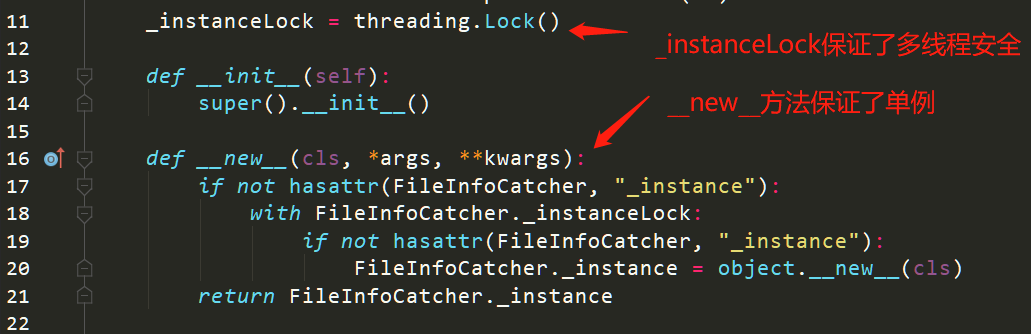 11 _instanceLock = threading.Lock()
_instanceLock保证了多线程安全
12
13 def __init__(self):
14 super().__init__()
__new__方法保证了单例
15
16 def __new__(cls, *args, **kwargs):
17 if not hasattr(FileInfoCatcher, "_instance"):
18 with FileInfoCatcher._instanceLock:
19 if not hasattr(FileInfoCatcher, "_instance"):
20 FileInfoCatcher._instance = object.__new__(cls)
21 return FileInfoCatcher._instance
22